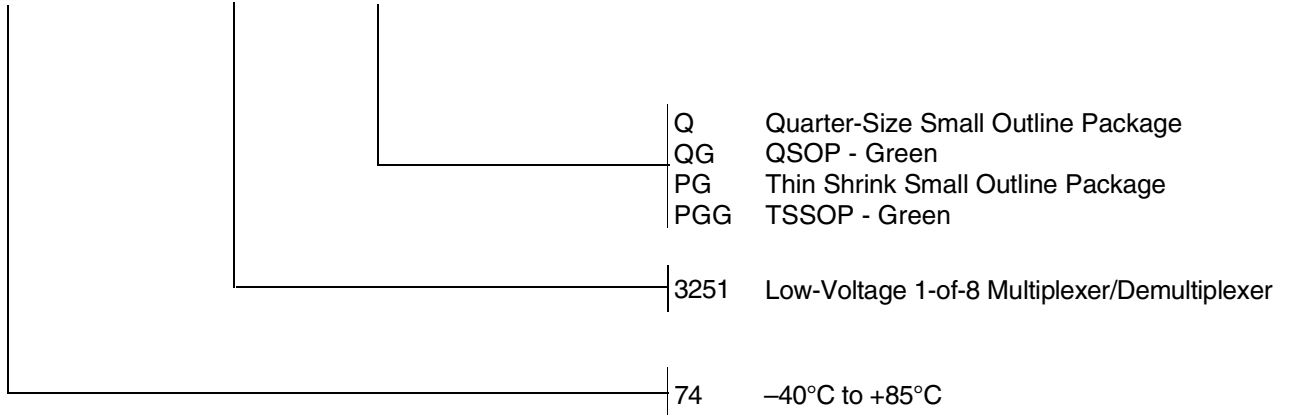 Q Quarter-Size Small Outline Package
QG QSOP - Green
PG Thin Shrink Small Outline Package
PGG TSSOP - Green
3251 Low-Voltage 1-of-8 Multiplexer/Demultiplexer
74 –40°C to +85°C